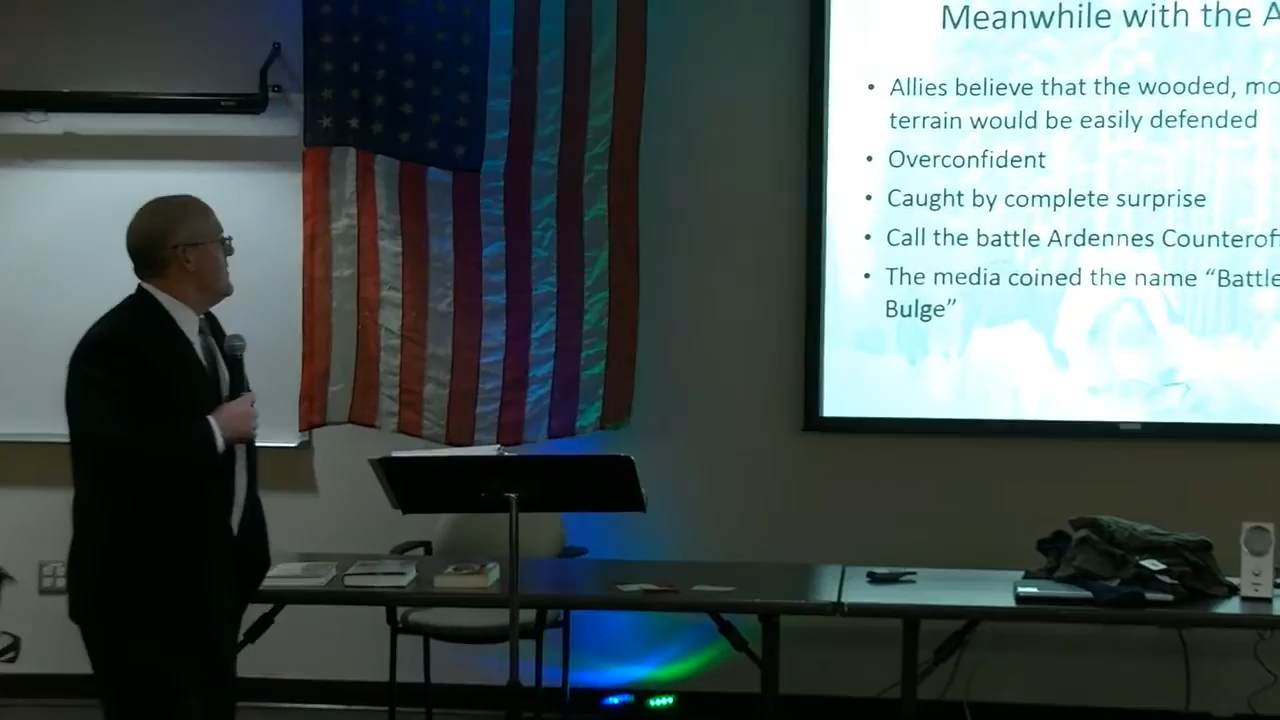 Meanwhile with the A
• Allies believe that the wooded, mo
terrain would be easily defended
• Overconfident
• Caught by complete surprise
• Call the battle Ardennes Counterof
• The media coined the name “Battle
Bulge”